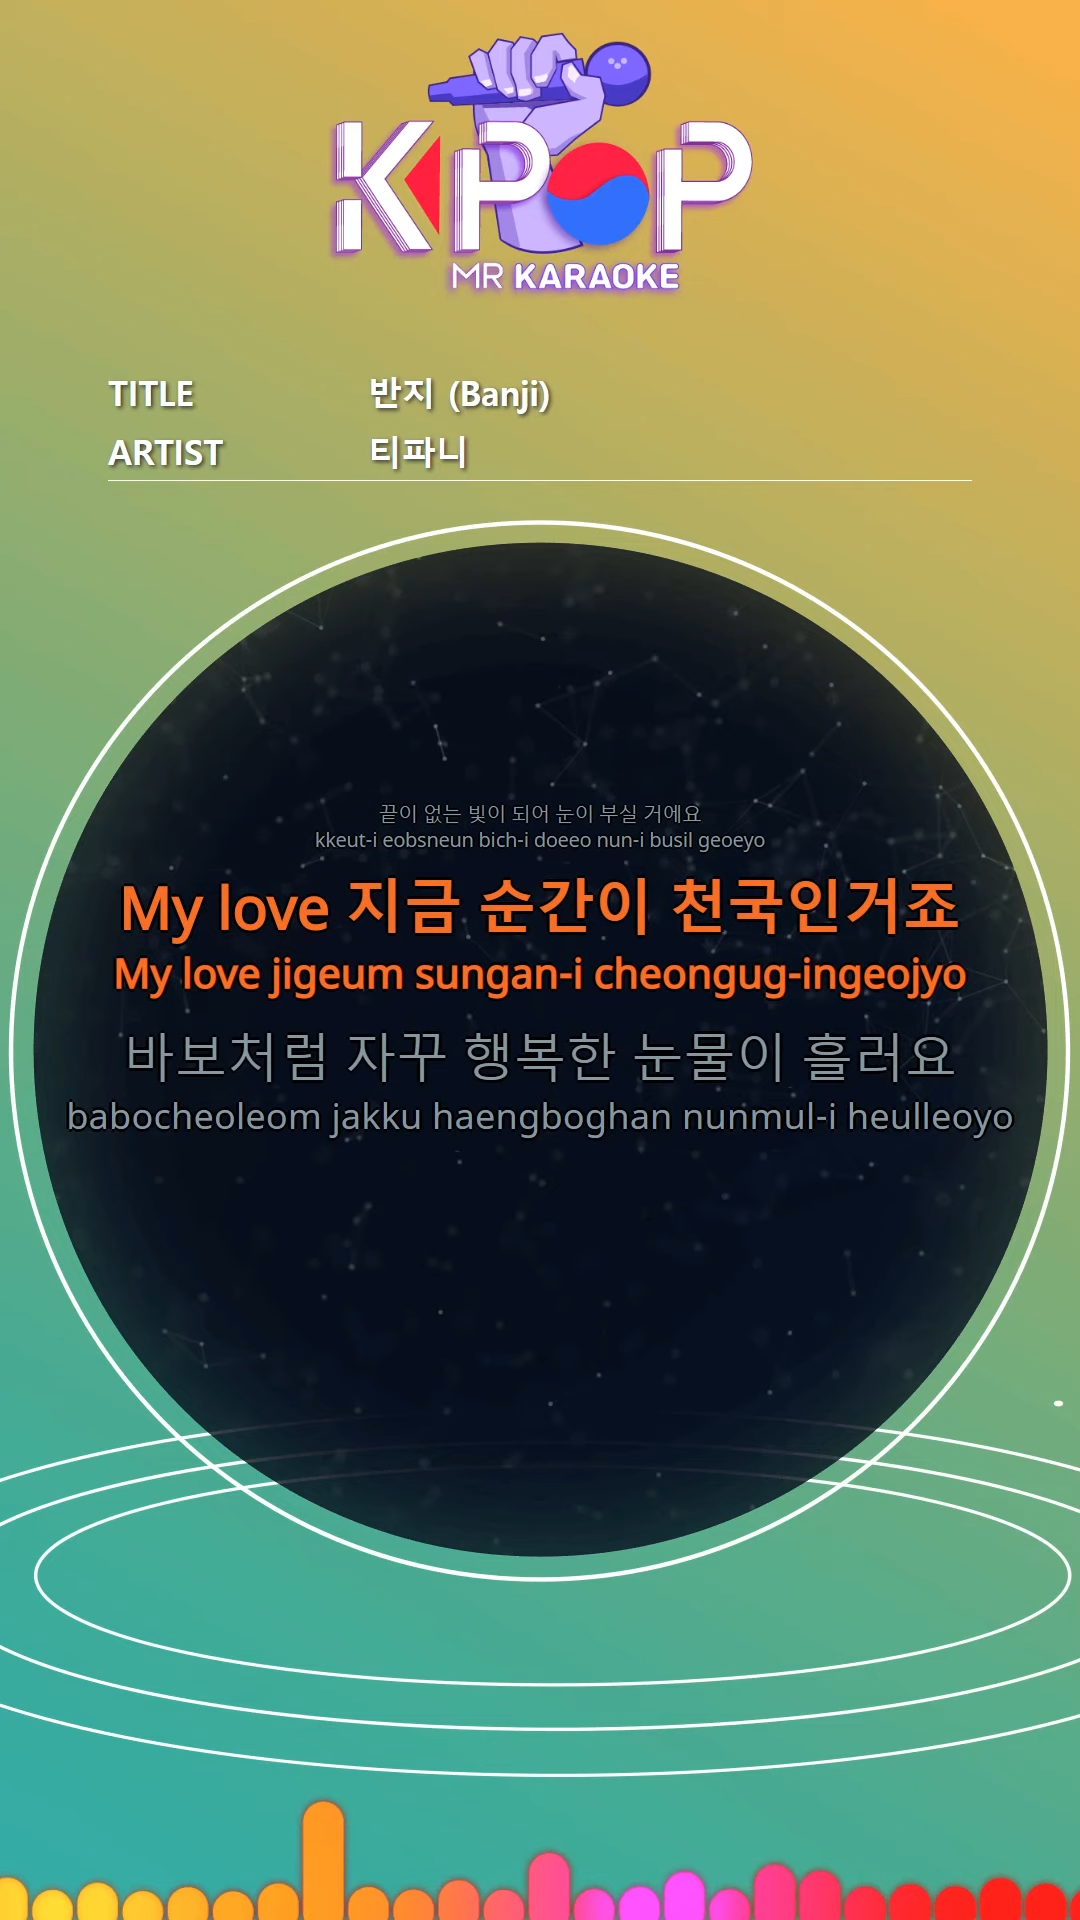 KPOP
MR KARAOKE
TITLE 반지 (Banji)
ARTIST 티파니
끝이 없는 빛이 되어 눈이 부실 거에요
kkeut-i eobsneun bich-i doeeo nun-i busil geoeyo
My love 지금 순간이 천국인거죠
My love jigeum sungan-i cheongug-ingeojyo
바보처럼 자꾸 행복한 눈물이 흘러요
babocheoleom jakku haengboghan nunmul-i heulleoyo